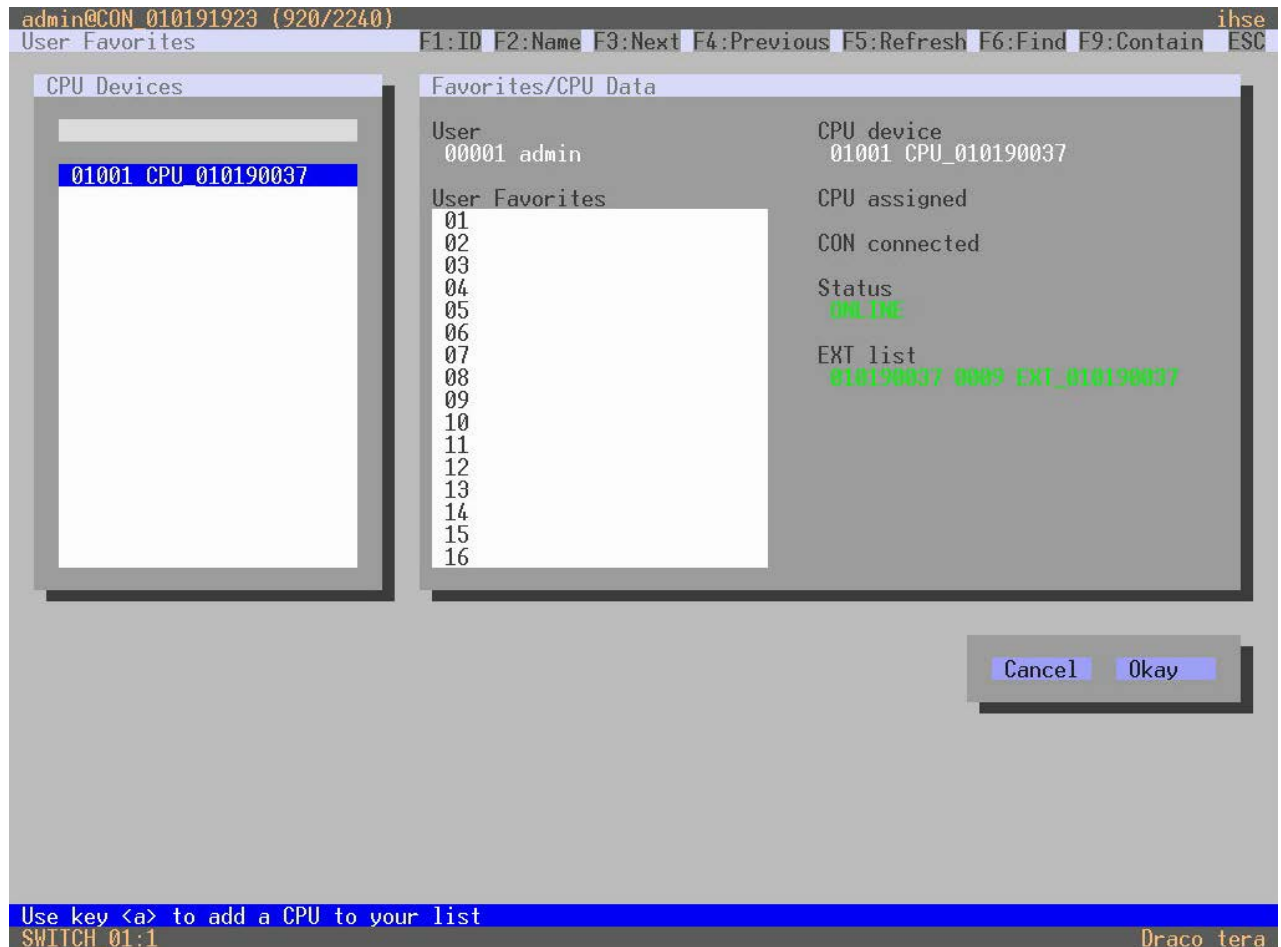 admin@CON_010191923 (920/2240) ihse
User Favorites F1:ID F2:Name F3:Next F4:Previous F5:Refresh F6:Find F9:Contain ESC
CPU Devices
01001 CPU_010190037
Favorites/CPU Data
User
00001 admin
User Favorites
01
02
03
04
05
06
07
08
09
10
11
12
13
14
15
16
CPU device
01001 CPU_010190037
CPU assigned
CON connected
Status
ONLINE
EXT list
010190037 0009 EXT_010190037
Cancel Okay
Use key <a> to add a CPU to your list
SWITCH 01:1 Draco tera